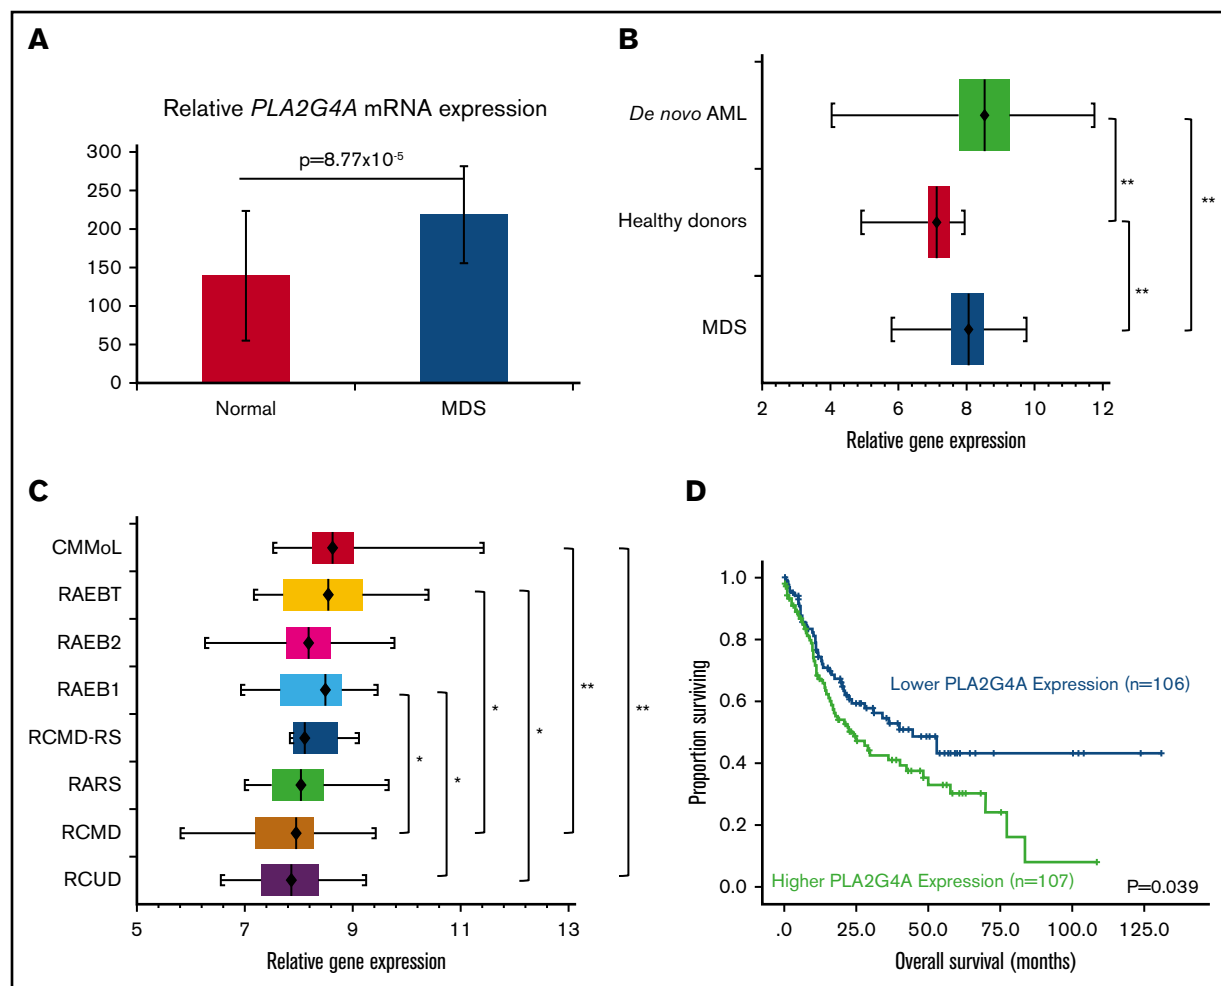 A
Relative PLA2G4A mRNA expression
p=8.77x10-5
300
250
200
150
100
50
0
Normal
MDS
B
De novo AML
Healthy donors
MDS
**
**
**
2
4
6
8
10
12
Relative gene expression
C
CMMoL
RAEBT
RAEB2
RAEB1
RCMD-RS
RARS
RCMD
RCUD
*
*
*
*
**
**
5
7
9
11
13
Relative gene expression
D
Proportion surviving
1.0
0.8
0.6
0.4
0.2
0.0
Lower PLA2G4A Expression (n=106)
Higher PLA2G4A Expression (n=107)
P=0.039
.0
25.0
50.0
75.0
100.0
125.0
Overall survival (months)